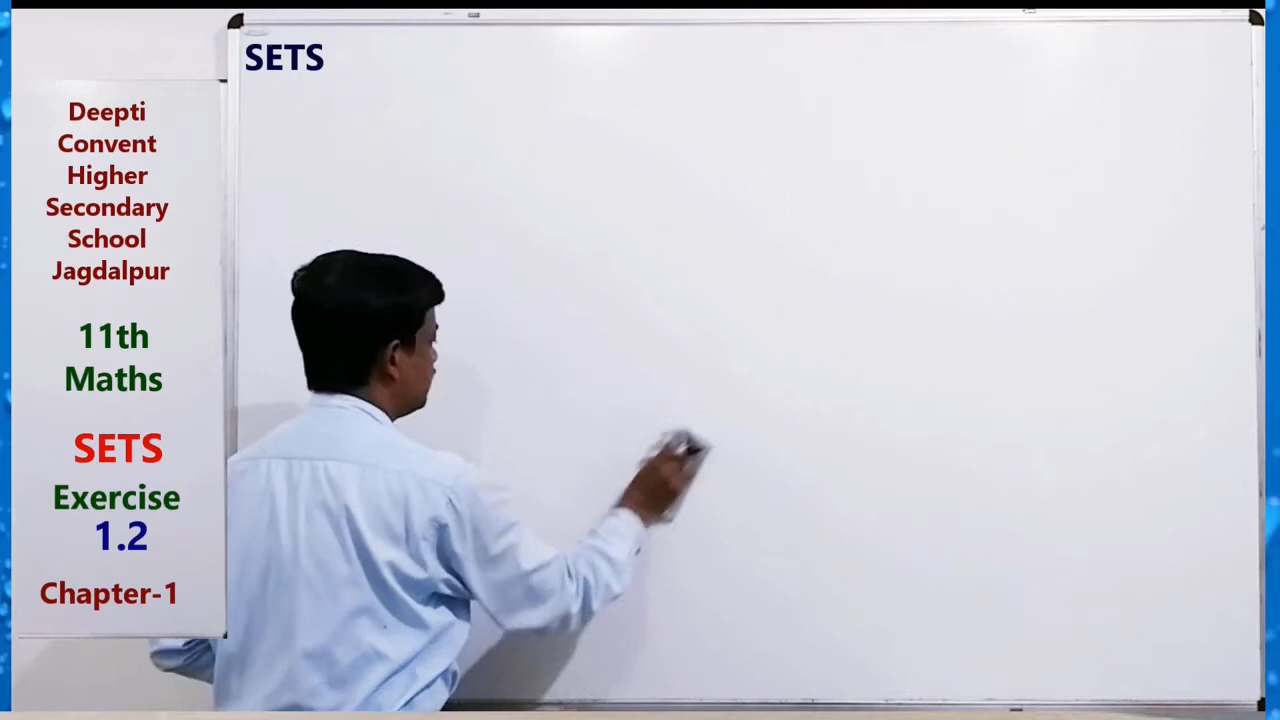 SETS
Deepti
Convent
Higher
Secondary
School
Jagdalpur
11th
Maths
SETS
Exercise
1.2
Chapter-1